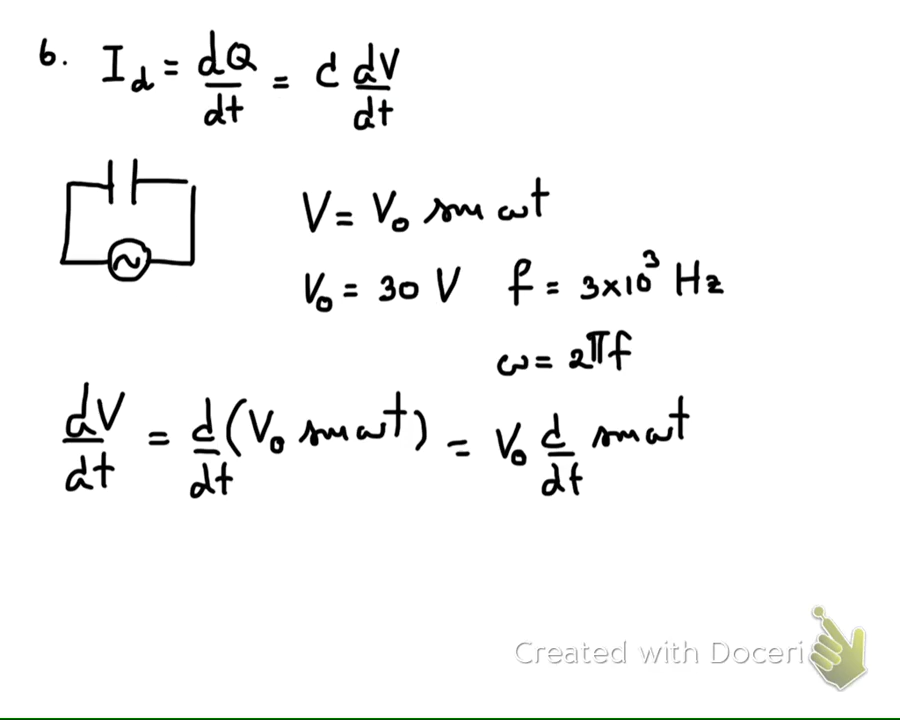 6. I_d = dQ/dt = C dV/dt
V = V₀ sin ωt
V₀ = 30 V f = 3×10³ Hz
ω = 2πf
dV/dt = d/dt (V₀ sin ωt) = V₀ d/dt sin ωt
Created with Doceri